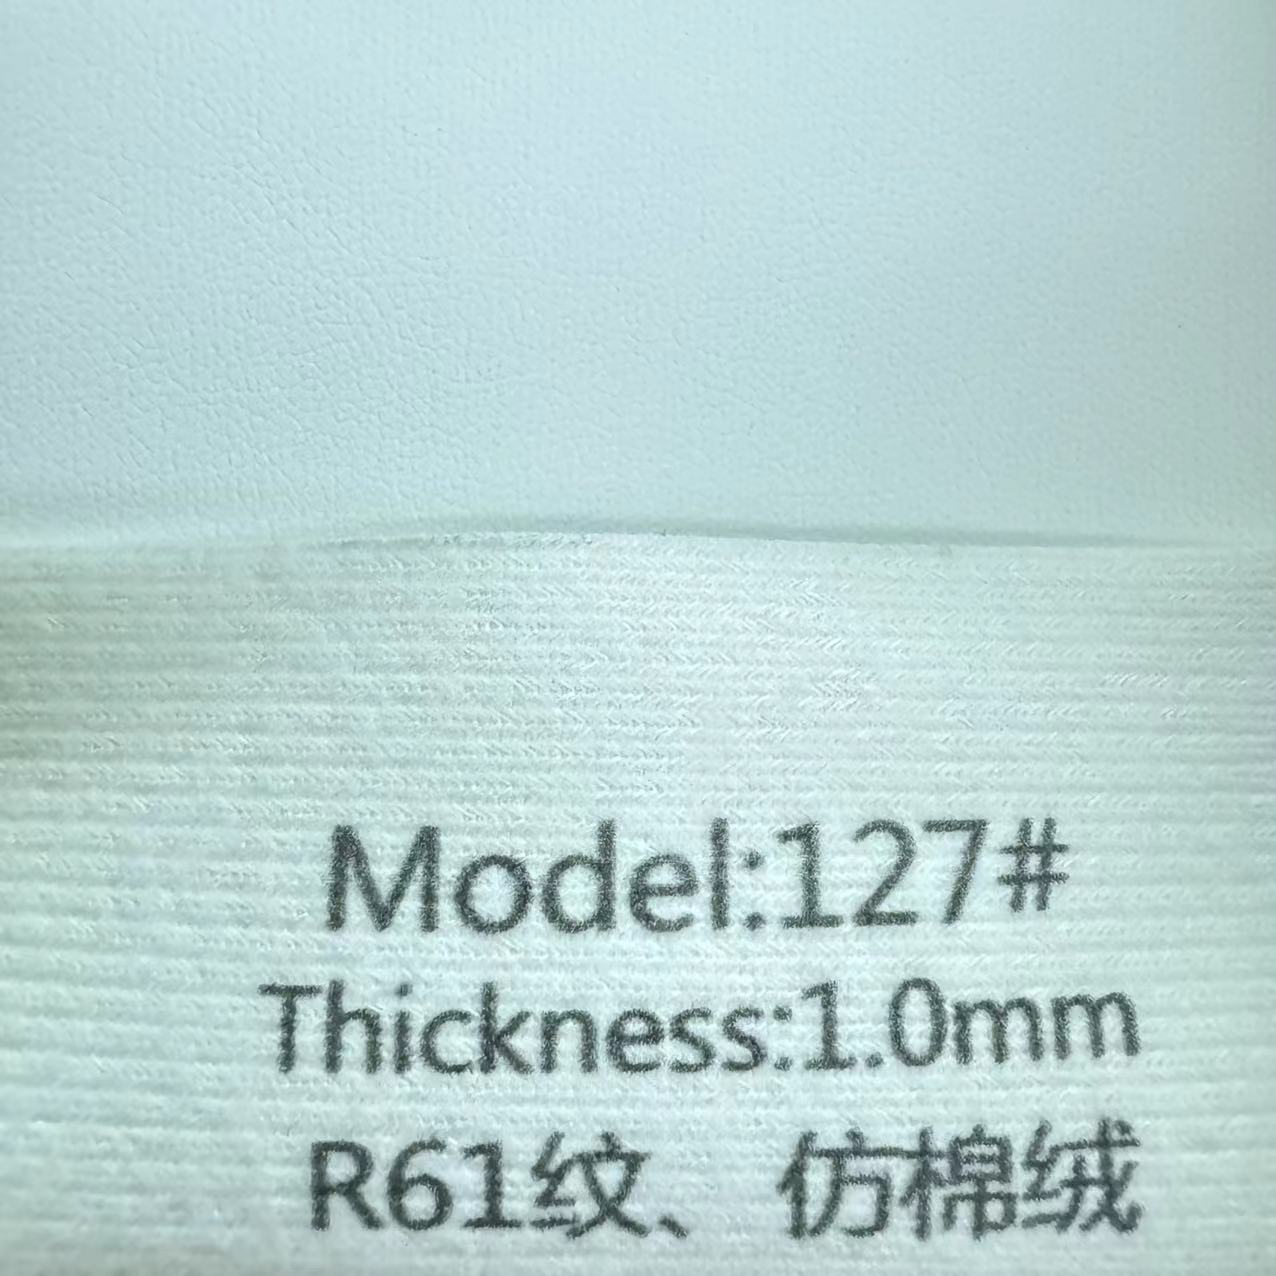 Model:127#
Thickness:1.0mm
R61纹、仿棉绒